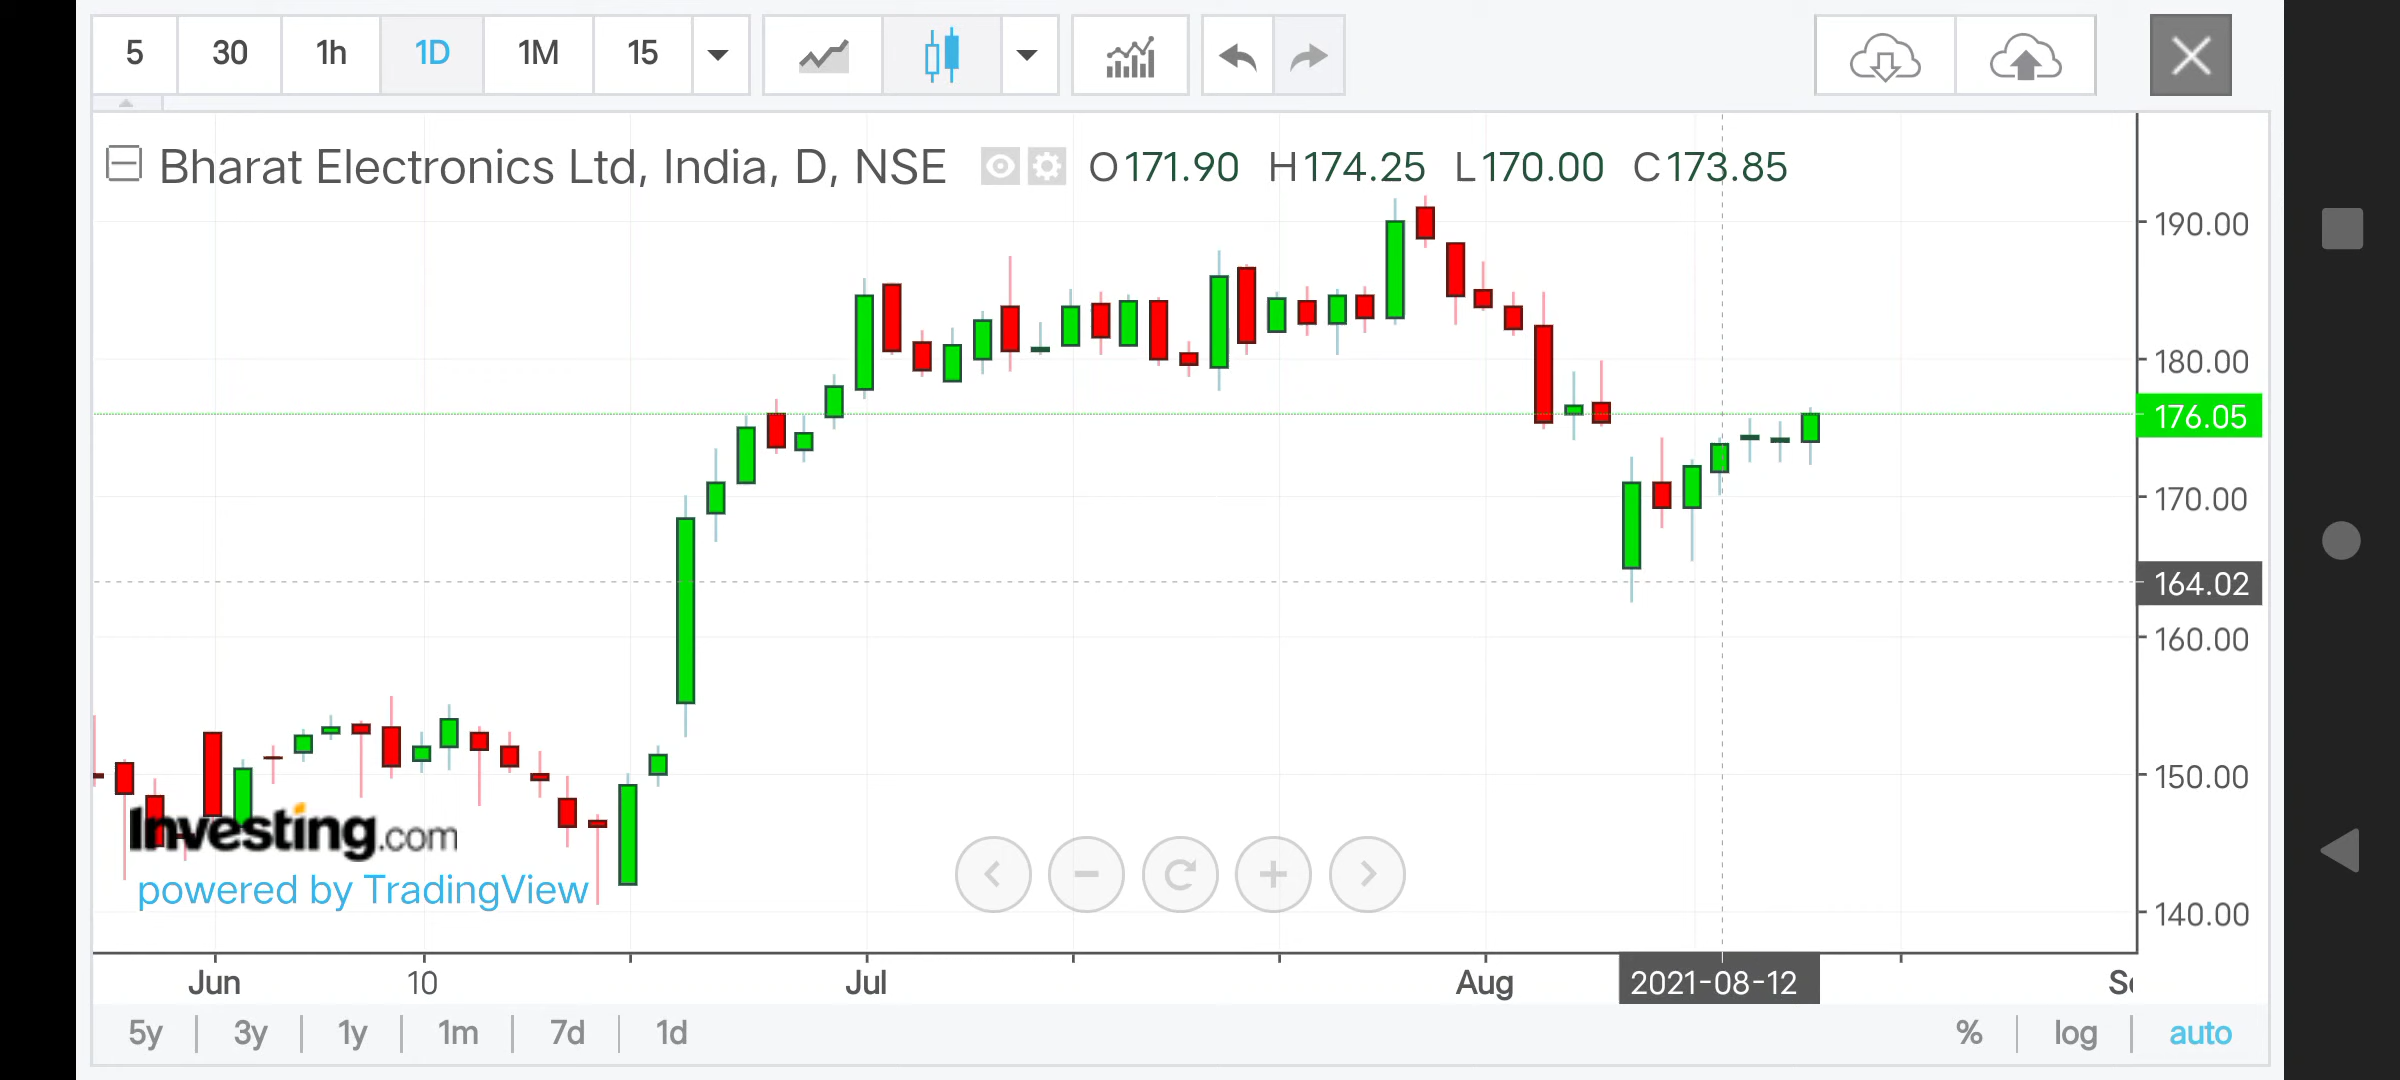 5 30 1h 1D 1M 15
Bharat Electronics Ltd, India, D, NSE O171.90 H174.25 L170.00 C173.85
190.00
180.00
176.05
170.00
164.02
160.00
150.00
140.00
Investing.com
powered by TradingView
Jun 10 Jul Aug 2021-08-12
5y | 3y | 1y | 1m | 7d | 1d % | log | auto